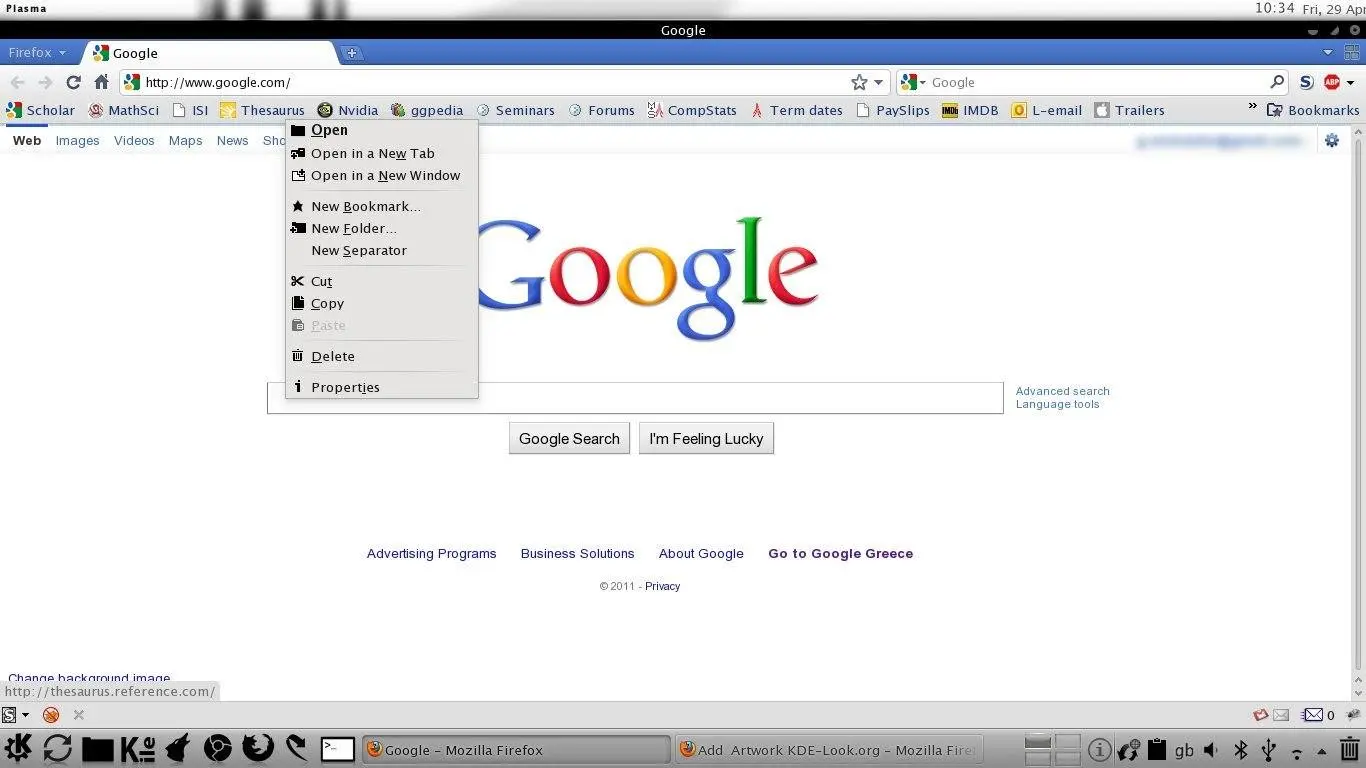 Plasma
10:34 Fri, 29 Apr
Google
Firefox
Google
http://www.google.com/
Google
Scholar MathSci ISI Thesaurus Nvidia ggpedia Seminars Forums CompStats Term dates PaySlips IMDB L-email Trailers » Bookmarks
Web Images Videos Maps News Sho
Open
Open in a New Tab
Open in a New Window
New Bookmark...
New Folder...
New Separator
Cut
Copy
Paste
Delete
Properties
Google
Advanced search
Language tools
Google Search I'm Feeling Lucky
Advertising Programs Business Solutions About Google Go to Google Greece
© 2011 - Privacy
Change background image
http://thesaurus.reference.com/
0
Google – Mozilla Firefox
Add Artwork KDE-Look.org – Mozilla Fire
gb